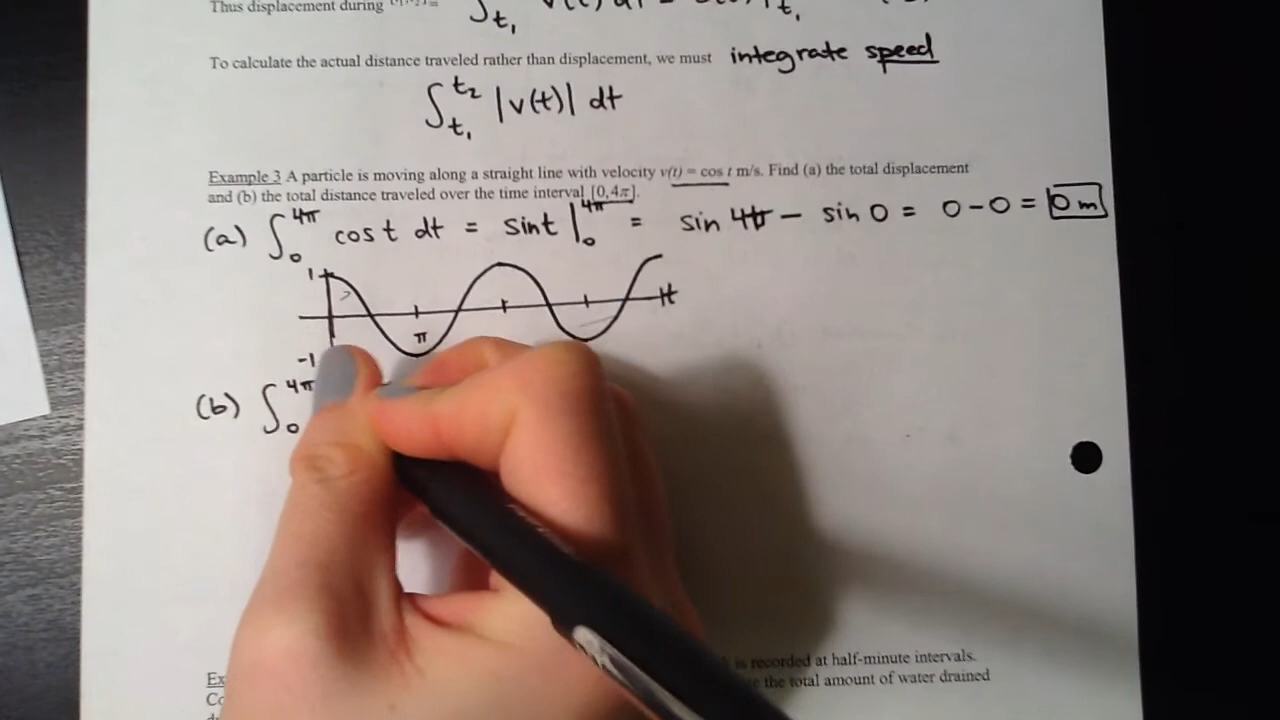 Thus displacement during
To calculate the actual distance traveled rather than displacement, we must integrate speed
∫_{t₁}^{t₂} |v(t)| dt
Example 3 A particle is moving along a straight line with velocity v(t) = cos t m/s. Find (a) the total displacement
and (b) the total distance traveled over the time interval [0,4π].
(a) ∫_0^{4π} cos t dt = sin t |_0^{4π} = sin 4π − sin 0 = 0 − 0 = 0 m
1
t
π
-1
(b) ∫_0^{4π}
is recorded at half-minute intervals.
the total amount of water drained